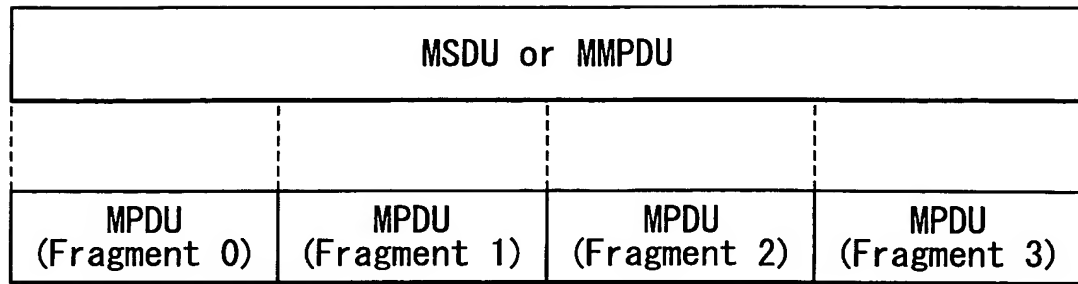 MSDU or MMPDU
MPDU
(Fragment 0)
MPDU
(Fragment 1)
MPDU
(Fragment 2)
MPDU
(Fragment 3)